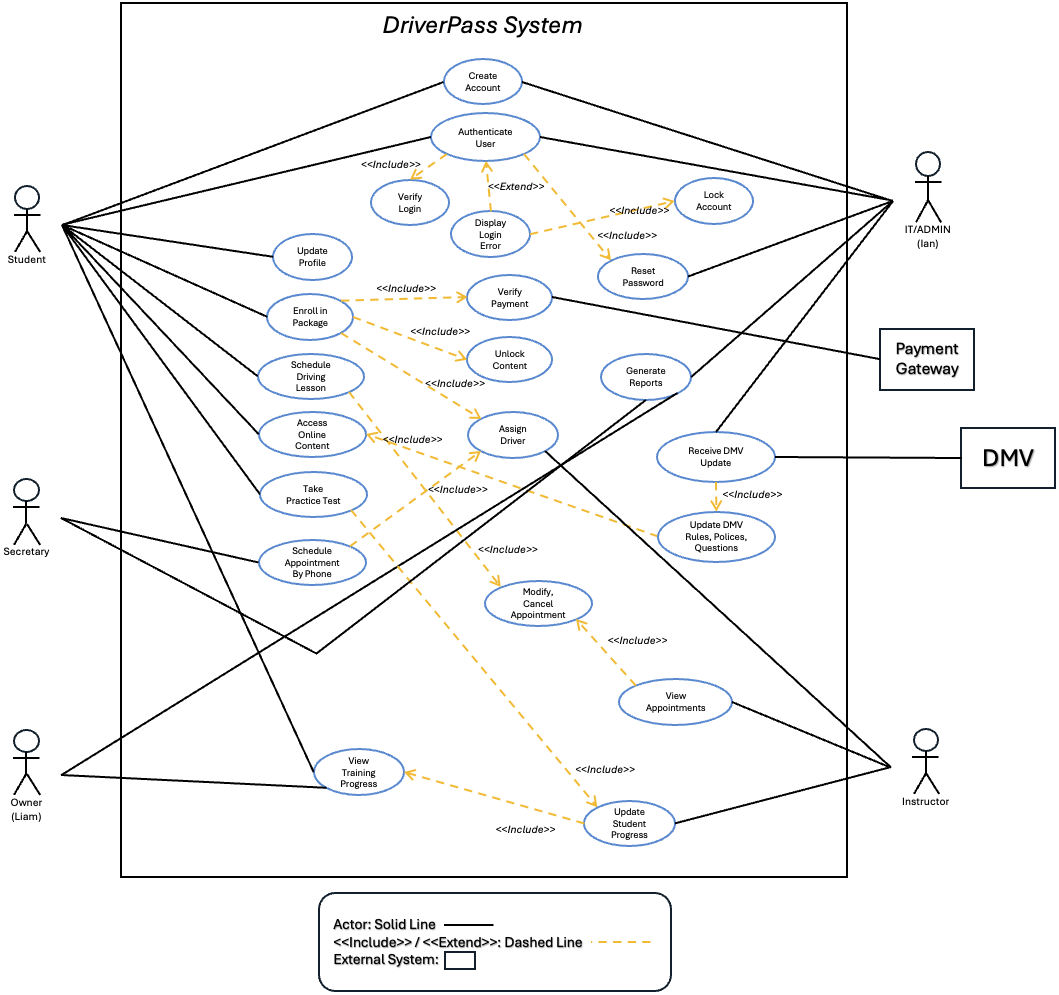 DriverPass System
Create
Account
Authenticate
User
<<Include>>
Verify
Login
<<Extend>>
Display
Login
Error
<<Include>>
Lock
Account
<<Include>>
Reset
Password
Student
IT/ADMIN
(Ian)
Update
Profile
Enroll in
Package
<<Include>>
Verify
Payment
<<Include>>
Unlock
Content
Payment
Gateway
Schedule
Driving
Lesson
<<Include>>
Generate
Reports
Access
Online
Content
<<Include>>
Assign
Driver
Receive DMV
Update
DMV
Take
Practice Test
<<Include>>
<<Include>>
Secretary
Update DMV
Rules, Polices,
Questions
Schedule
Appointment
By Phone
<<Include>>
Modify,
Cancel
Appointment
<<Include>>
View
Appointments
Owner
(Liam)
View
Training
Progress
<<Include>>
Instructor
<<Include>>
Update
Student
Progress
Actor: Solid Line
<<Include>> / <<Extend>>: Dashed Line
External System: